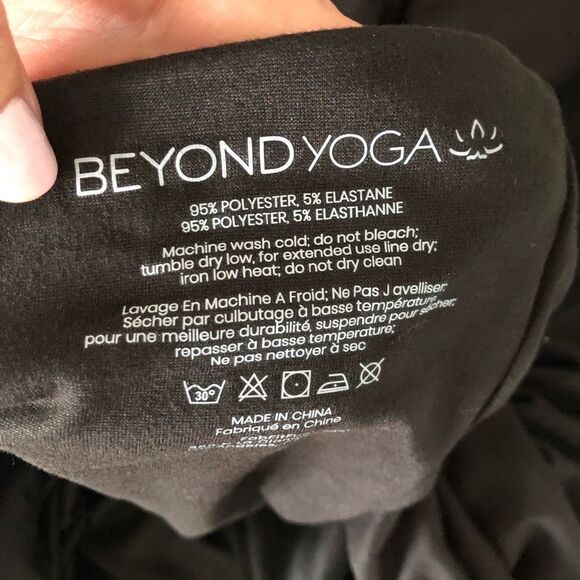 BEYOND YOGA
95% POLYESTER, 5% ELASTANE
95% POLYESTER, 5% ELASTHANNE
Machine wash cold; do not bleach;
tumble dry low, for extended use line dry;
iron low heat; do not dry clean
Lavage En Machine A Froid; Ne Pas J avelliser;
Sécher par culbutage à basse température,
pour une meilleure durabilité, suspendre pour sécher;
repasser à basse temperature;
Ne pas nettoyer à sec
30°
MADE IN CHINA
Fabriqué en Chine